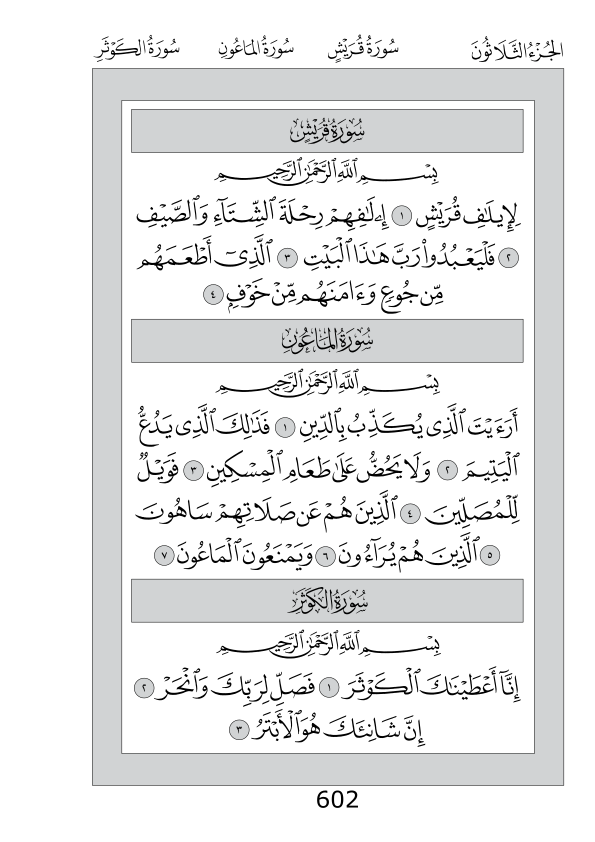 الجُزْءُ الثَّلَاثُونَ سُورَةُ قُرَيْشٍ سُورَةُ المَاعُونِ سُورَةُ الكَوْثَرِ
سُورَةُ قُرَيْشٍ
بِسْمِ ٱللَّهِ ٱلرَّحْمَٰنِ ٱلرَّحِيمِ
لِإِيلَٰفِ قُرَيْشٍ ١ إِۦلَٰفِهِمْ رِحْلَةَ ٱلشِّتَآءِ وَٱلصَّيْفِ
٢ فَلْيَعْبُدُوا۟ رَبَّ هَٰذَا ٱلْبَيْتِ ٣ ٱلَّذِىٓ أَطْعَمَهُم
مِّن جُوعٍ وَءَامَنَهُم مِّنْ خَوْفٍۭ ٤
سُورَةُ المَاعُونِ
بِسْمِ ٱللَّهِ ٱلرَّحْمَٰنِ ٱلرَّحِيمِ
أَرَءَيْتَ ٱلَّذِى يُكَذِّبُ بِٱلدِّينِ ١ فَذَٰلِكَ ٱلَّذِى يَدُعُّ
ٱلْيَتِيمَ ٢ وَلَا يَحُضُّ عَلَىٰ طَعَامِ ٱلْمِسْكِينِ ٣ فَوَيْلٌ
لِّلْمُصَلِّينَ ٤ ٱلَّذِينَ هُمْ عَن صَلَاتِهِمْ سَاهُونَ
٥ ٱلَّذِينَ هُمْ يُرَآءُونَ ٦ وَيَمْنَعُونَ ٱلْمَاعُونَ ٧
سُورَةُ الكَوْثَرِ
بِسْمِ ٱللَّهِ ٱلرَّحْمَٰنِ ٱلرَّحِيمِ
إِنَّآ أَعْطَيْنَٰكَ ٱلْكَوْثَرَ ١ فَصَلِّ لِرَبِّكَ وَٱنْحَرْ ٢
إِنَّ شَانِئَكَ هُوَ ٱلْأَبْتَرُ ٣
602